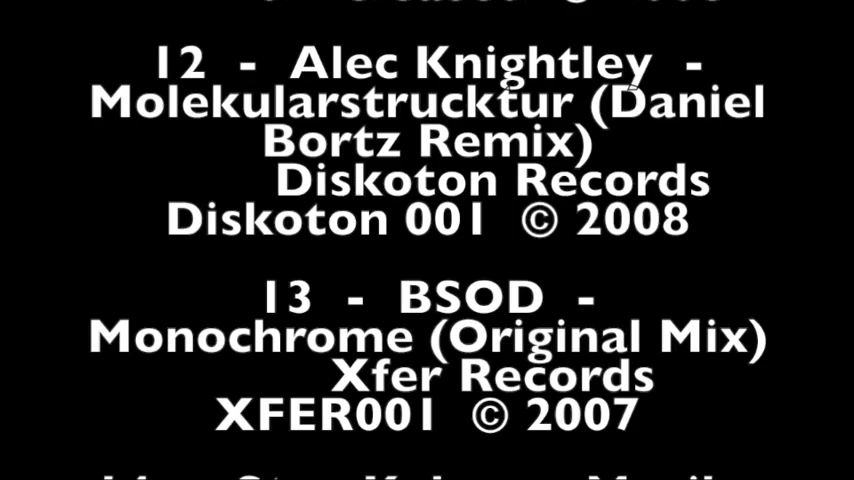 12 - Alec Knightley -
Molekularstrucktur (Daniel
Bortz Remix)
Diskoton Records
Diskoton 001 © 2008
13 - BSOD -
Monochrome (Original Mix)
Xfer Records
XFER001 © 2007